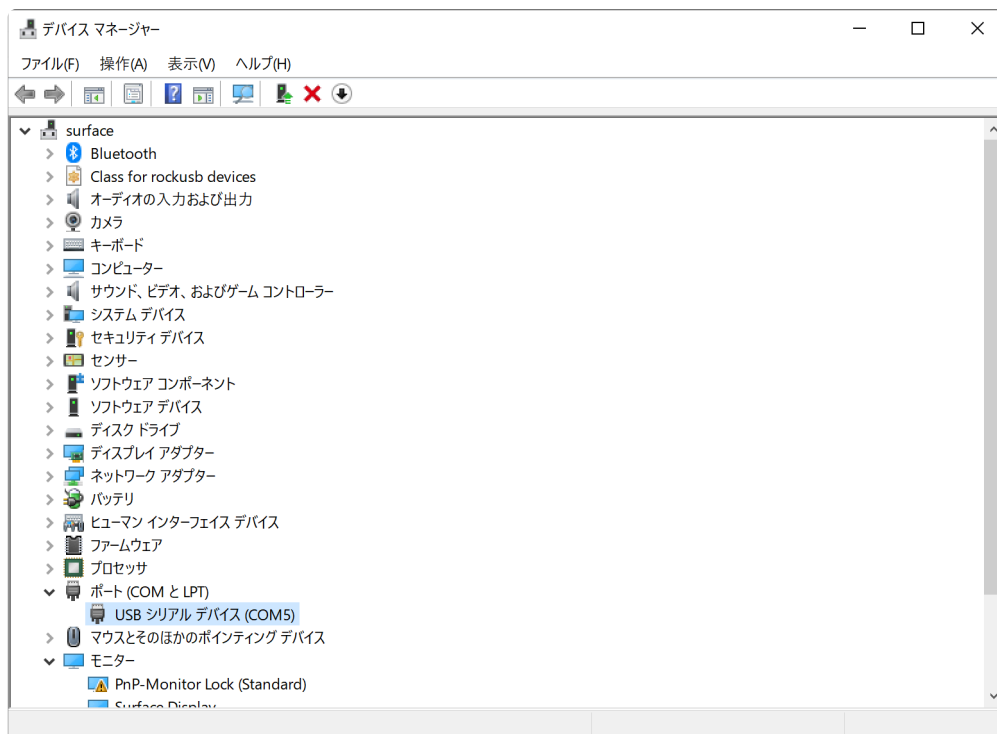 デバイス マネージャー
ファイル(F) 操作(A) 表示(V) ヘルプ(H)
surface
Bluetooth
Class for rockusb devices
オーディオの入力および出力
カメラ
キーボード
コンピューター
サウンド、ビデオ、およびゲーム コントローラー
システム デバイス
セキュリティ デバイス
センサー
ソフトウェア コンポーネント
ソフトウェア デバイス
ディスク ドライブ
ディスプレイ アダプター
ネットワーク アダプター
バッテリ
ヒューマン インターフェイス デバイス
ファームウェア
プロセッサ
ポート (COM と LPT)
USB シリアル デバイス (COM5)
マウスとそのほかのポインティング デバイス
モニター
PnP-Monitor Lock (Standard)
Surface Display